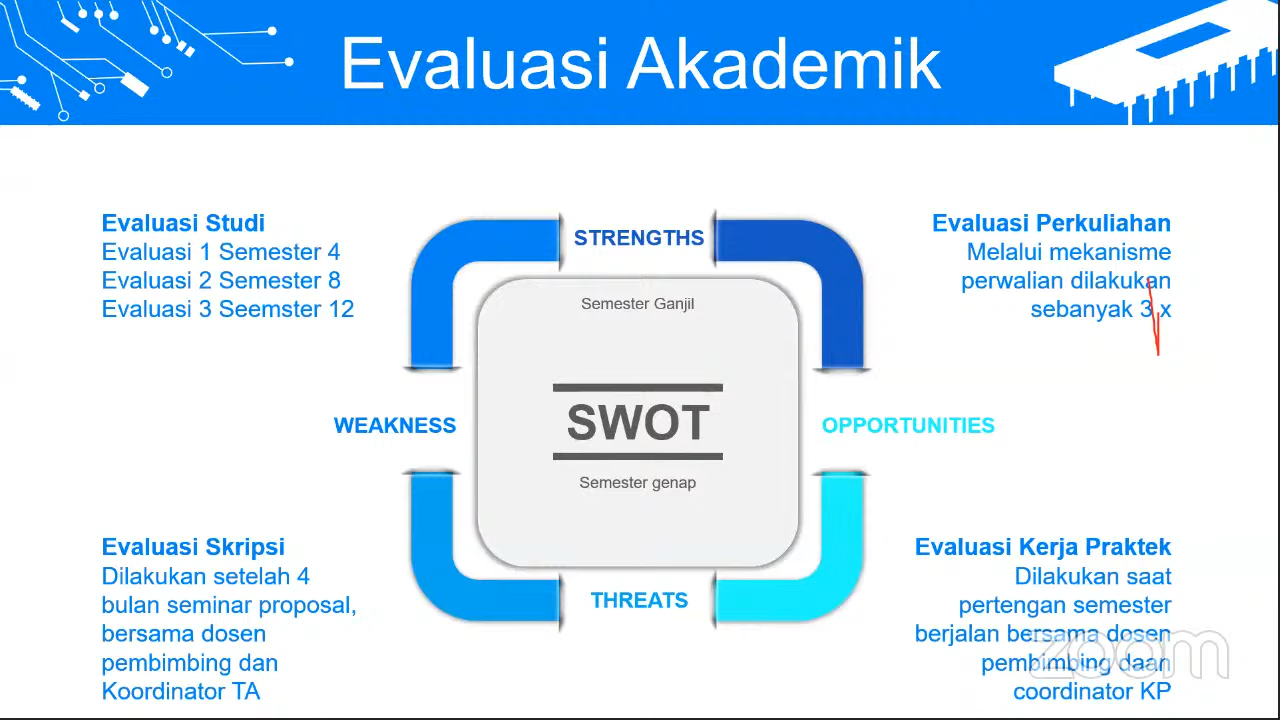 Evaluasi Akademik
Evaluasi Studi
Evaluasi 1 Semester 4
Evaluasi 2 Semester 8
Evaluasi 3 Seemster 12
STRENGTHS
Evaluasi Perkuliahan
Melalui mekanisme
perwalian dilakukan
sebanyak 3 x
Semester Ganjil
WEAKNESS
SWOT
OPPORTUNITIES
Semester genap
Evaluasi Skripsi
Dilakukan setelah 4
bulan seminar proposal,
bersama dosen
pembimbing dan
Koordinator TA
THREATS
Evaluasi Kerja Praktek
Dilakukan saat
pertengan semester
berjalan bersama dosen
pembimbing daan
coordinator KP
zoom